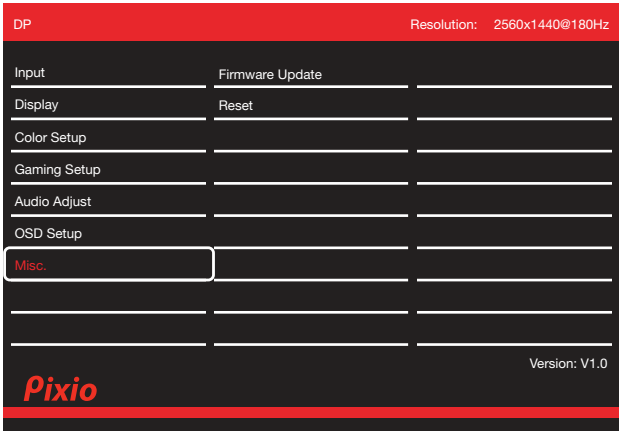 DP Resolution: 2560x1440@180Hz
Input Firmware Update
Display Reset
Color Setup
Gaming Setup
Audio Adjust
OSD Setup
Misc.
Version: V1.0
Pixio